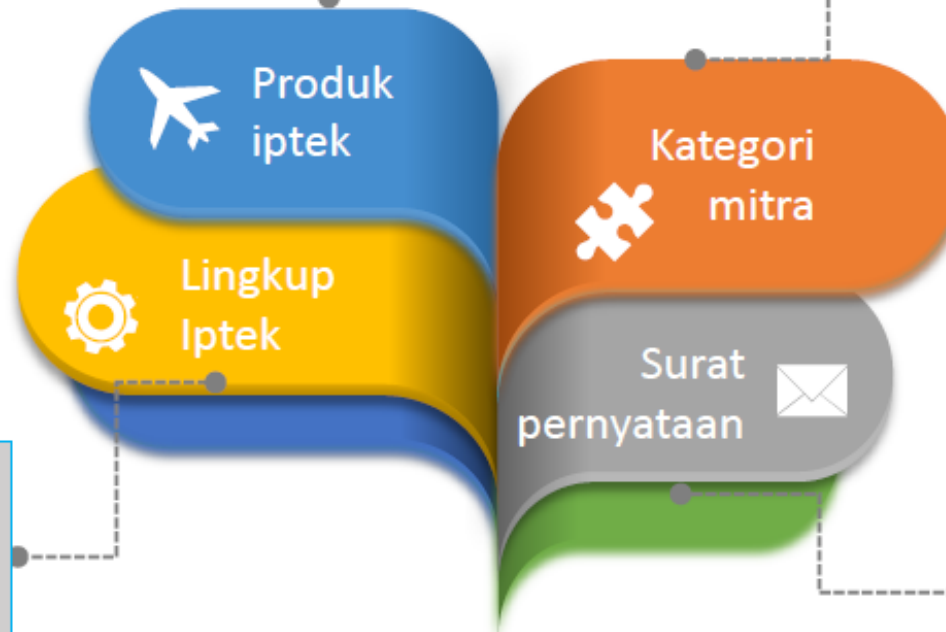 Produk
iptek
Kategori
mitra
Lingkup
Iptek
Surat
pernyataan